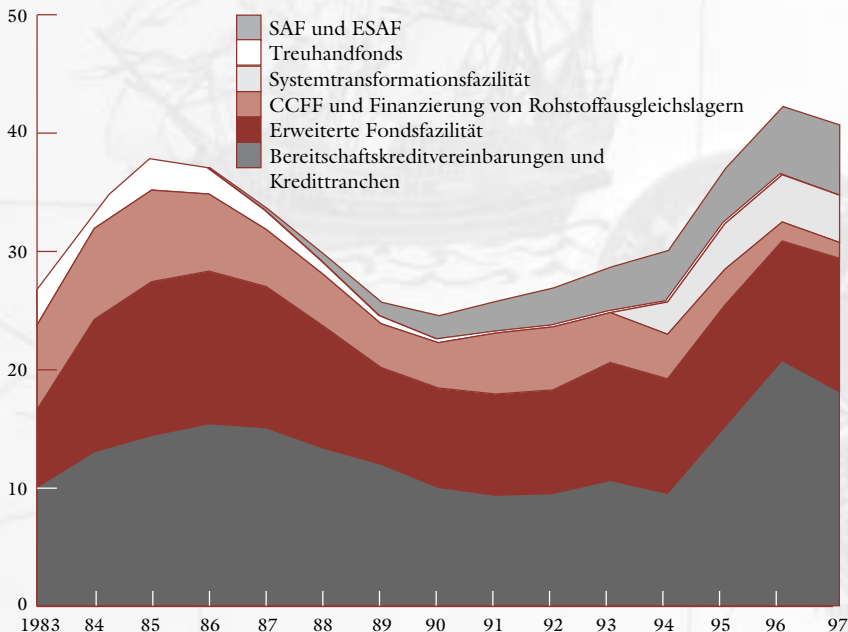 50
40
30
20
10
0
SAF und ESAF
Treuhandfonds
Systemtransformationsfazilität
CCFF und Finanzierung von Rohstoffausgleichslagern
Erweiterte Fondsfazilität
Bereitschaftskreditvereinbarungen und
Kredittranchen
1983 84 85 86 87 88 89 90 91 92 93 94 95 96 97